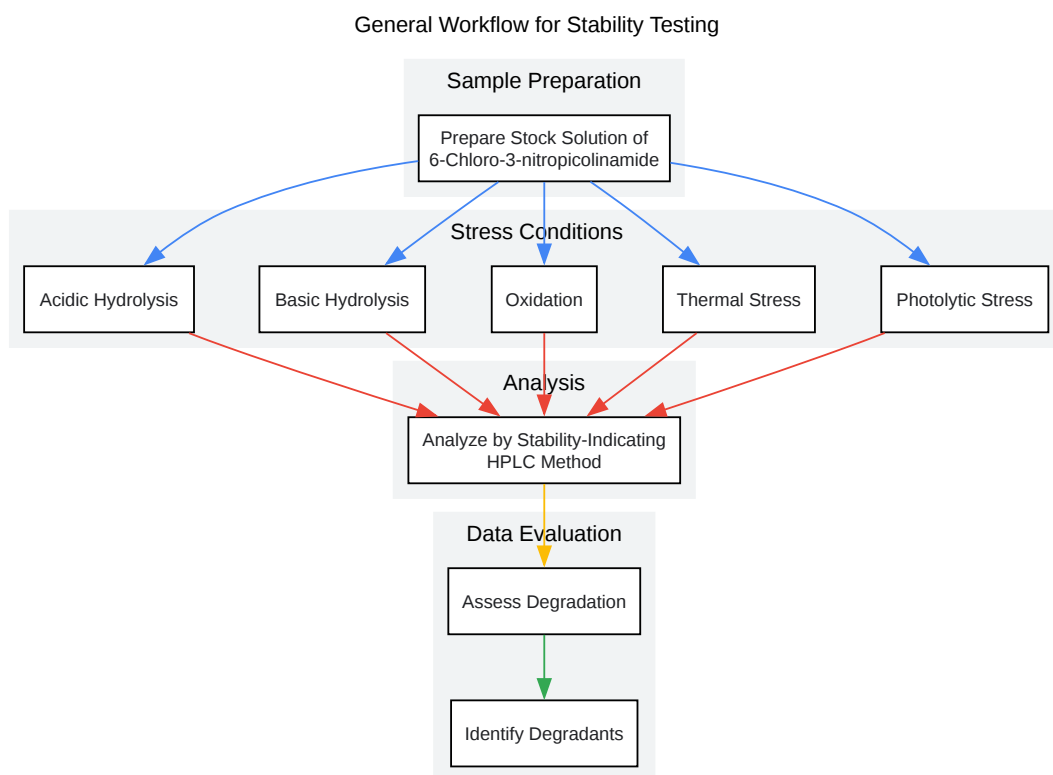 General Workflow for Stability Testing
Sample Preparation
Prepare Stock Solution of
6-Chloro-3-nitropicolinamide
Stress Conditions
Acidic Hydrolysis
Basic Hydrolysis
Oxidation
Thermal Stress
Photolytic Stress
Analysis
Analyze by Stability-Indicating
HPLC Method
Data Evaluation
Assess Degradation
Identify Degradants